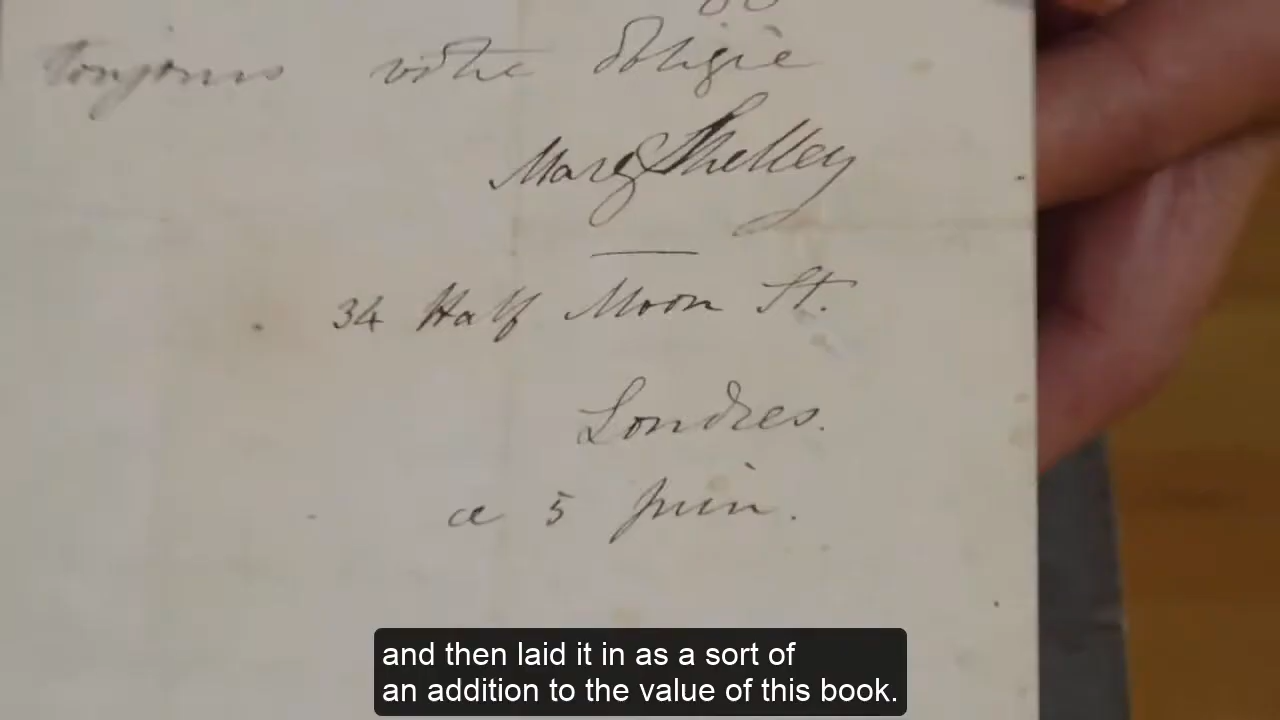 toujours votre obligée
Mary Shelley
34 Half Moon St.
Londres.
ce 5 juin.
and then laid it in as a sort of
an addition to the value of this book.